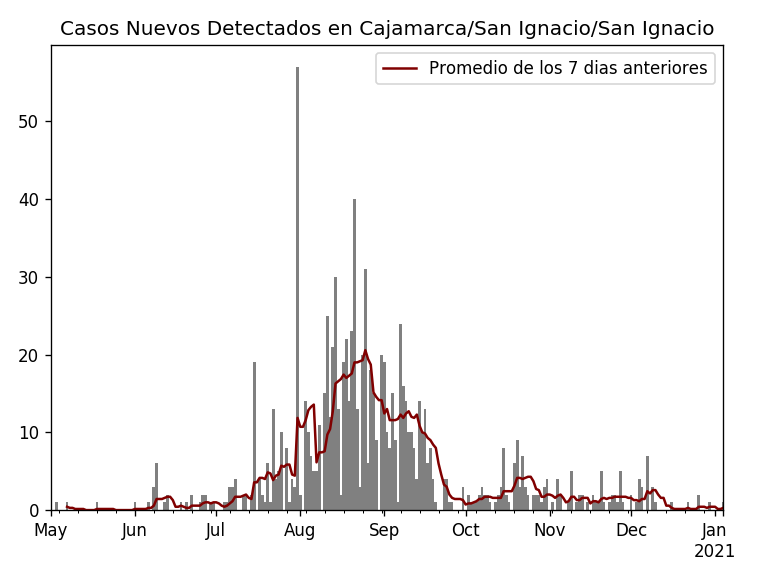 Casos Nuevos Detectados en Cajamarca/San Ignacio/San Ignacio
Promedio de los 7 dias anteriores
50
40
30
20
10
0
May Jun Jul Aug Sep Oct Nov Dec Jan
2021